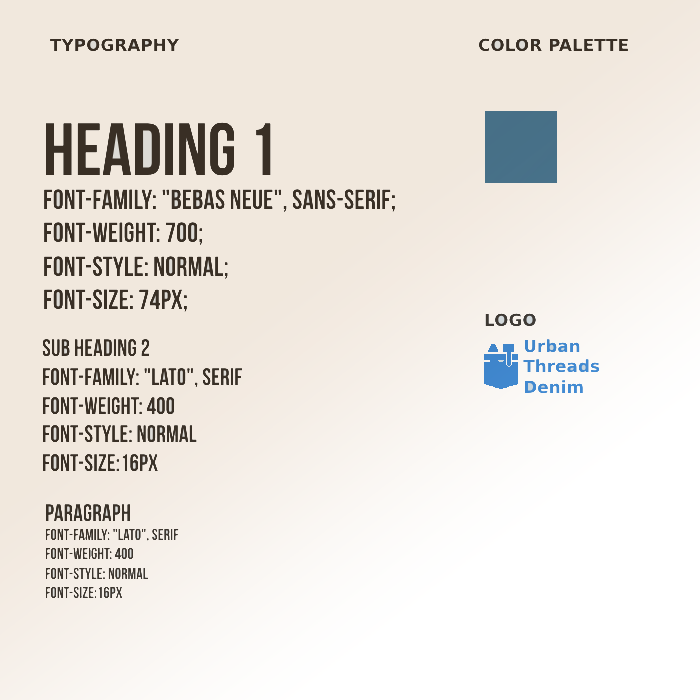 TYPOGRAPHY
COLOR PALETTE
HEADING 1
FONT-FAMILY: "BEBAS NEUE", SANS-SERIF;
FONT-WEIGHT: 700;
FONT-STYLE: NORMAL;
FONT-SIZE: 74PX;
SUB HEADING 2
FONT-FAMILY: "LATO", SERIF
FONT-WEIGHT: 400
FONT-STYLE: NORMAL
FONT-SIZE:16PX
PARAGRAPH
FONT-FAMILY: "LATO", SERIF
FONT-WEIGHT: 400
FONT-STYLE: NORMAL
FONT-SIZE:16PX
LOGO
Urban
Threads
Denim